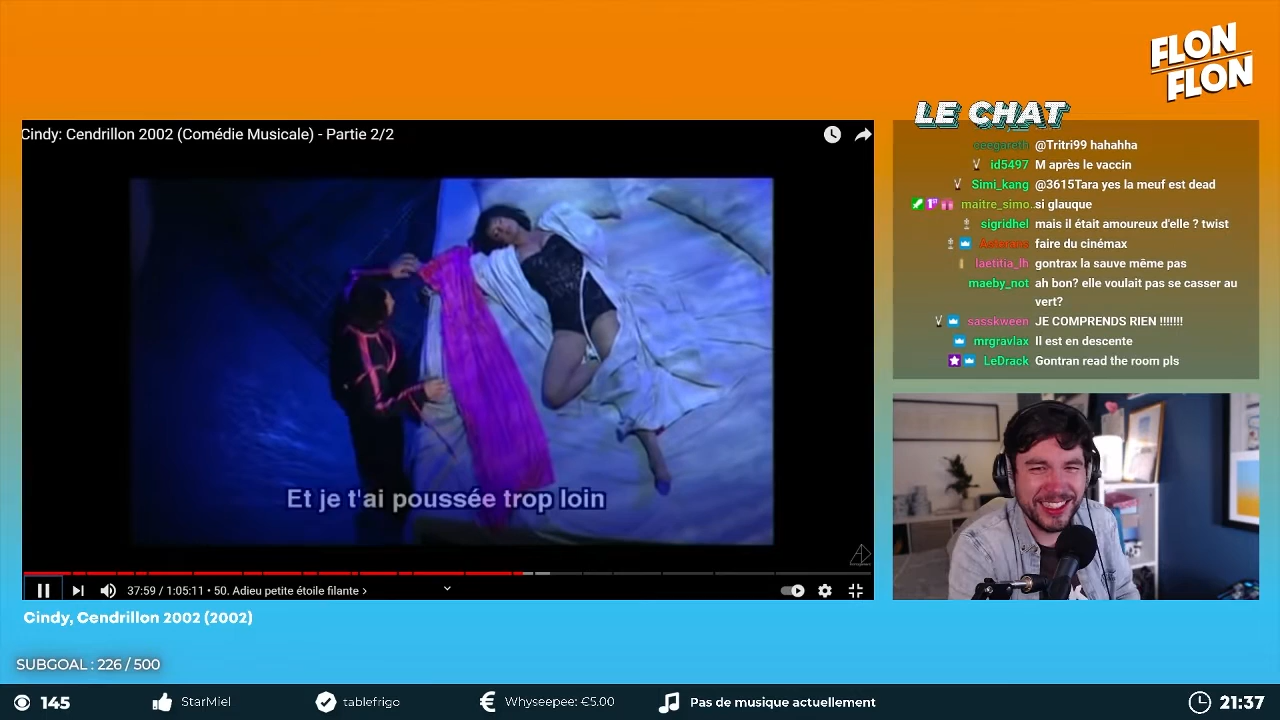 FLON
FLON
LE CHAT
Cindy: Cendrillon 2002 (Comédie Musicale) - Partie 2/2
@Tritri99 hahahha
id5497 M après le vaccin
Simi_kang @3615Tara yes la meuf est dead
maitre_simo.. si glauque
sigridhel mais il était amoureux d'elle ? twist
faire du cinémax
laetitia_lh gontrax la sauve même pas
maeby_not ah bon? elle voulait pas se casser au
vert?
sasskween JE COMPRENDS RIEN !!!!!!!
mrgravlax Il est en descente
LeDrack Gontran read the room pls
Et je t'ai poussée trop loin
37:59 / 1:05:11 • 50. Adieu petite étoile filante ›
Cindy, Cendrillon 2002 (2002)
SUBGOAL : 226 / 500
145
StarMiel
tablefrigo
€ Whyseepee: €5.00
Pas de musique actuellement
21:37